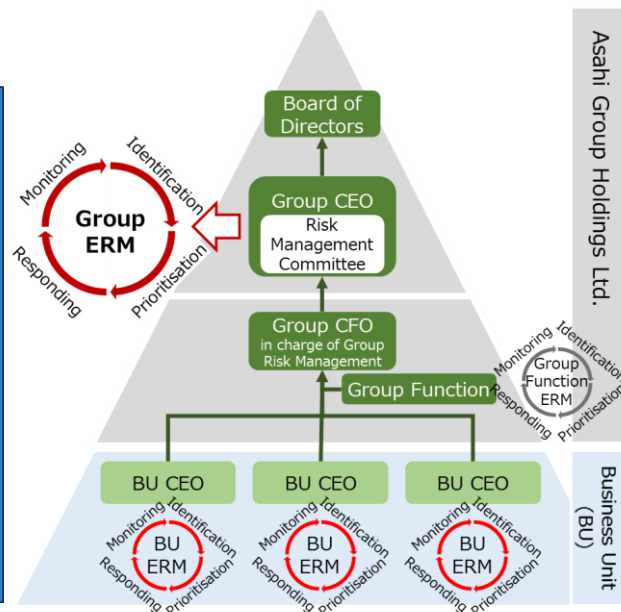 Board of
Directors
Group CEO
Risk
Management
Committee
Monitoring
Identification
Group
ERM
Responding
Prioritisation
Group CFO
in charge of Group
Risk Management
Group Function
Monitoring
Identification
Group
Function
ERM
Responding
Prioritisation
BU CEO
BU CEO
BU CEO
Monitoring
Identification
BU
ERM
Responding
Prioritisation
Monitoring
Identification
BU
ERM
Responding
Prioritisation
Monitoring
Identification
BU
ERM
Responding
Prioritisation
Asahi Group Holdings Ltd.
Business Unit
(BU)